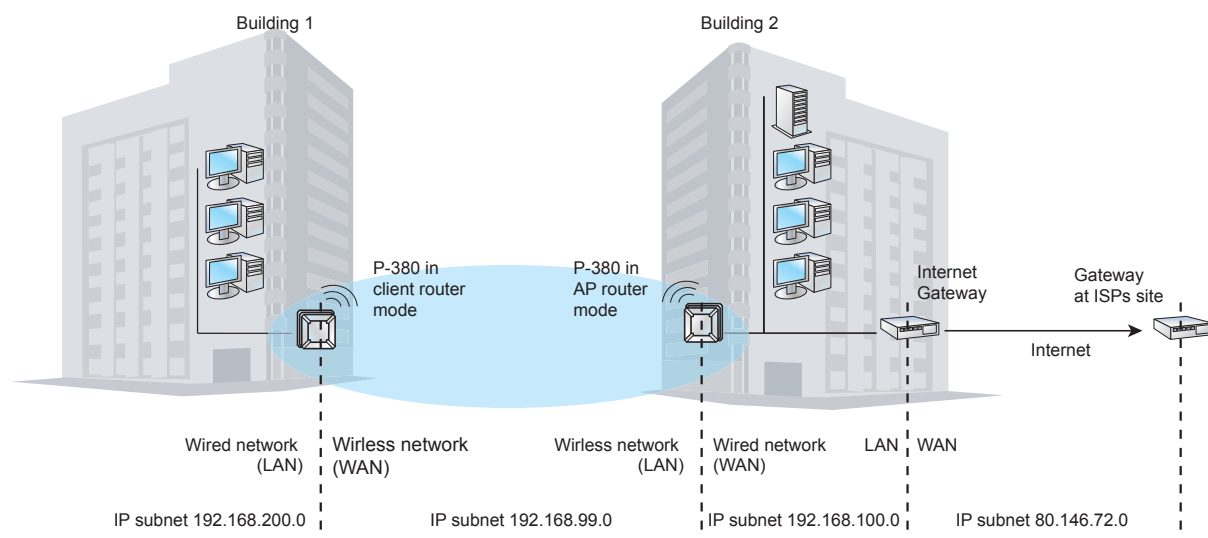 Building 1
Building 2
P-380 in
client router
mode
P-380 in
AP router
mode
Internet
Gateway
Gateway
at ISPs site
Internet
Wired network
(LAN)
Wirless network
(WAN)
Wirless network
(LAN)
Wired network
(WAN)
LAN
WAN
IP subnet 192.168.200.0
IP subnet 192.168.99.0
IP subnet 192.168.100.0
IP subnet 80.146.72.0